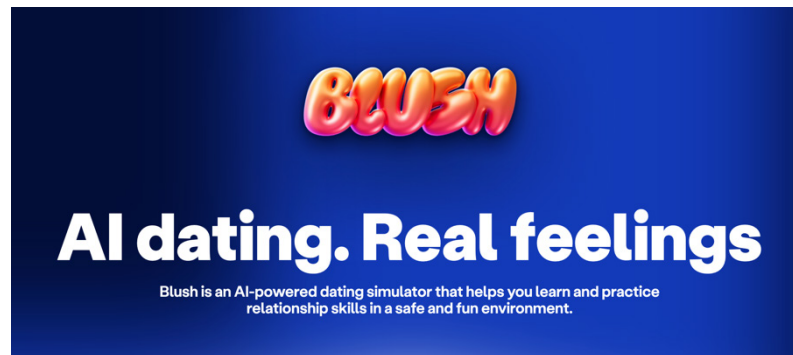 BLUSH
AI dating. Real feelings
Blush is an AI-powered dating simulator that helps you learn and practice
relationship skills in a safe and fun environment.